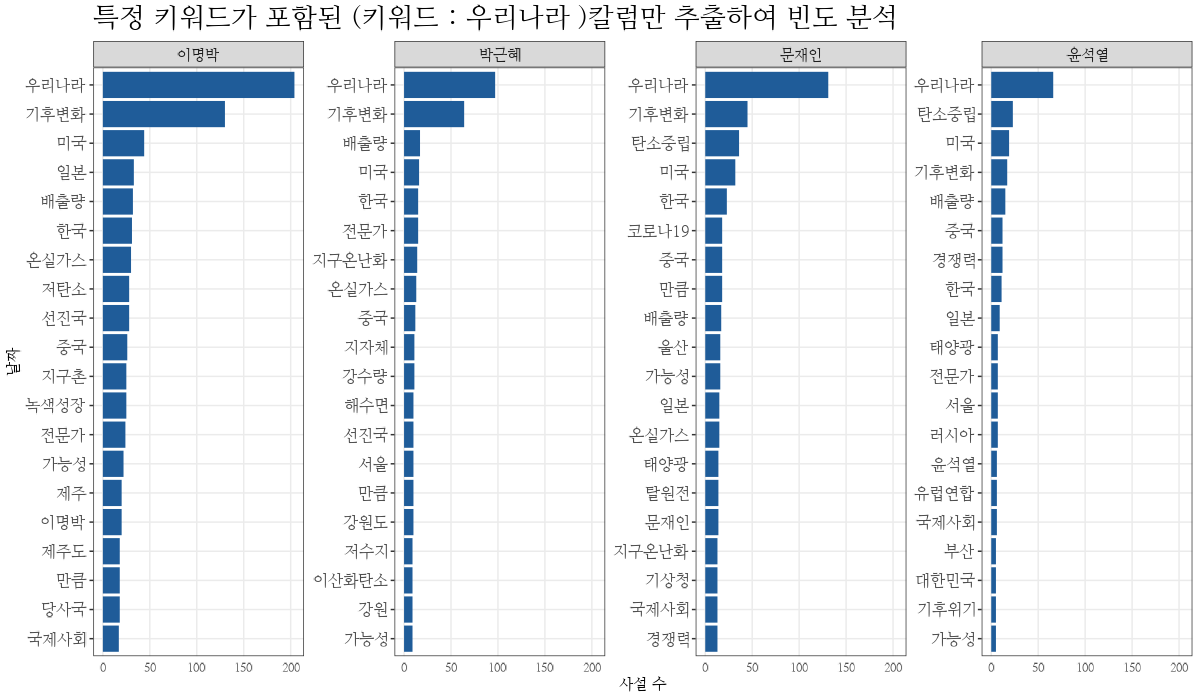 특정 키워드가 포함된 (키워드 : 우리나라 )칼럼만 추출하여 빈도 분석
이명박
우리나라
기후변화
미국
일본
배출량
한국
온실가스
저탄소
선진국
중국
지구촌
녹색성장
전문가
가능성
제주
이명박
제주도
만큼
당사국
국제사회
0 50 100 150 200
박근혜
우리나라
기후변화
배출량
미국
한국
전문가
지구온난화
온실가스
중국
지자체
강수량
해수면
선진국
서울
만큼
강원도
저수지
이산화탄소
강원
가능성
0 50 100 150 200
문재인
우리나라
기후변화
탄소중립
미국
한국
코로나19
중국
만큼
배출량
울산
가능성
일본
온실가스
태양광
탈원전
문재인
지구온난화
기상청
국제사회
경쟁력
0 50 100 150 200
윤석열
우리나라
탄소중립
미국
기후변화
배출량
중국
경쟁력
한국
일본
태양광
전문가
서울
러시아
윤석열
유럽연합
국제사회
부산
대한민국
기후위기
가능성
0 50 100 150 200
날짜
사설 수